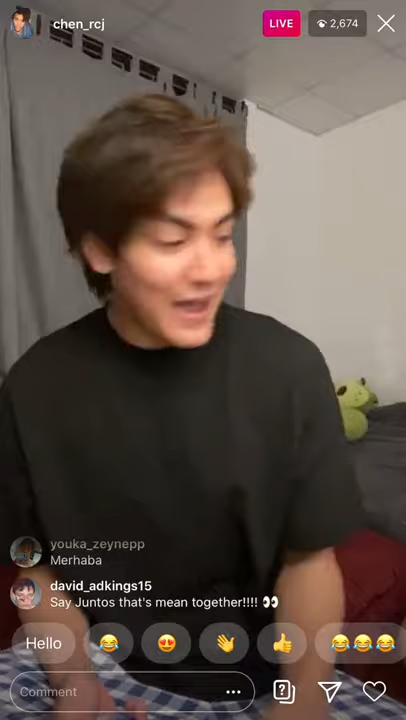 chen_rcj
LIVE
2,674
youka_zeynepp
Merhaba
david_adkings15
Say Juntos that's mean together!!!! 👀
Hello
😂
😍
👋
👍
😂😂😂
Comment